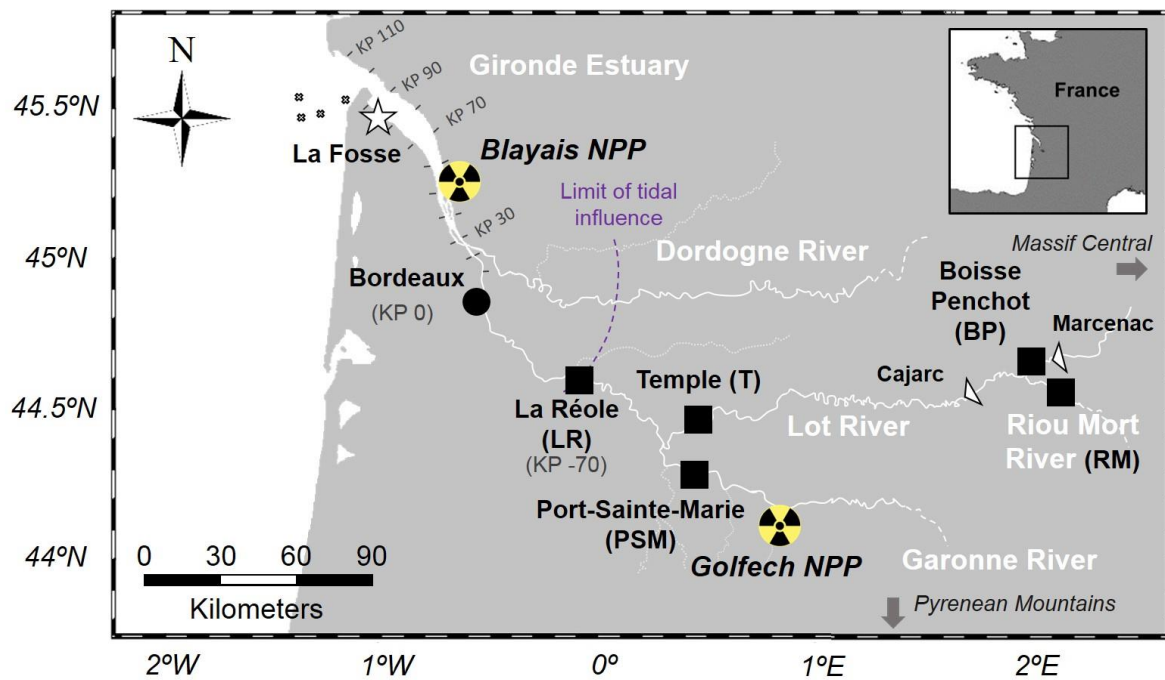 N
KP 110
KP 90
KP 70
KP 30
Gironde Estuary
France
45.5ºN
45ºN
44.5ºN
44ºN
La Fosse
Blayais NPP
Limit of tidal
influence
Massif Central
Dordogne River
Bordeaux
(KP 0)
Boisse
Penchot
(BP)
Marcenac
Cajarc
Temple (T)
La Réole
(LR)
(KP -70)
Lot River
Riou Mort
River (RM)
Port-Sainte-Marie
(PSM)
Golfech NPP
Garonne River
Pyrenean Mountains
0 30 60 90
Kilometers
2ºW 1ºW 0º 1ºE 2ºE